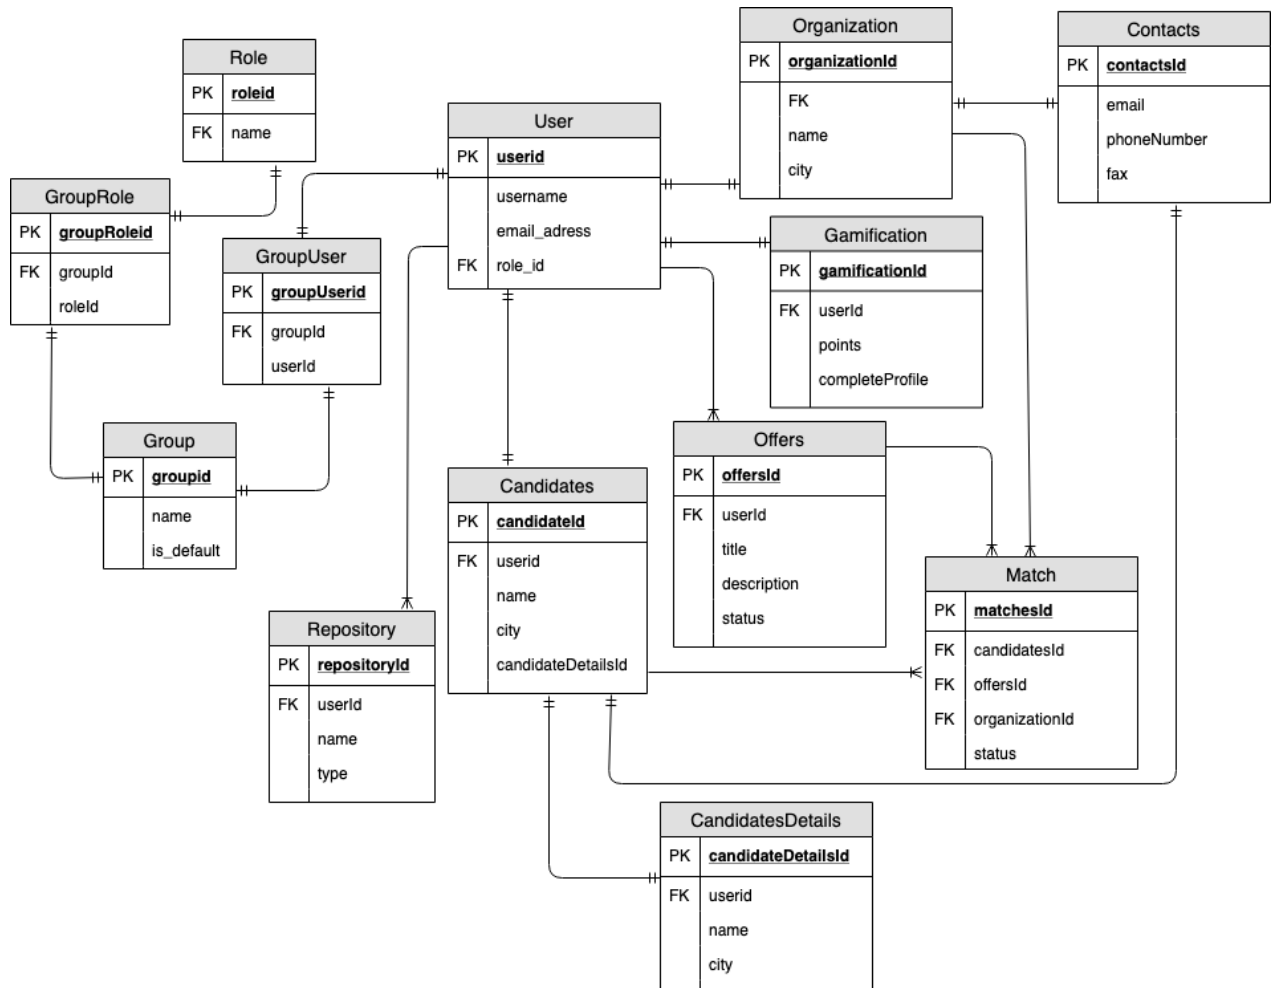 Role
PK roleid
FK name
GroupRole
PK groupRoleid
FK groupId
roleId
GroupUser
PK groupUserid
FK groupId
userId
Group
PK groupid
name
is_default
User
PK userid
username
email_adress
FK role_id
Organization
PK organizationId
FK
name
city
Contacts
PK contactsId
email
phoneNumber
fax
Gamification
PK gamificationId
FK userId
points
completeProfile
Offers
PK offersId
FK userId
title
description
status
Candidates
PK candidateId
FK userid
name
city
candidateDetailsId
Repository
PK repositoryId
FK userId
name
type
Match
PK matchesId
FK candidatesId
FK offersId
FK organizationId
status
CandidatesDetails
PK candidateDetailsId
FK userid
name
city